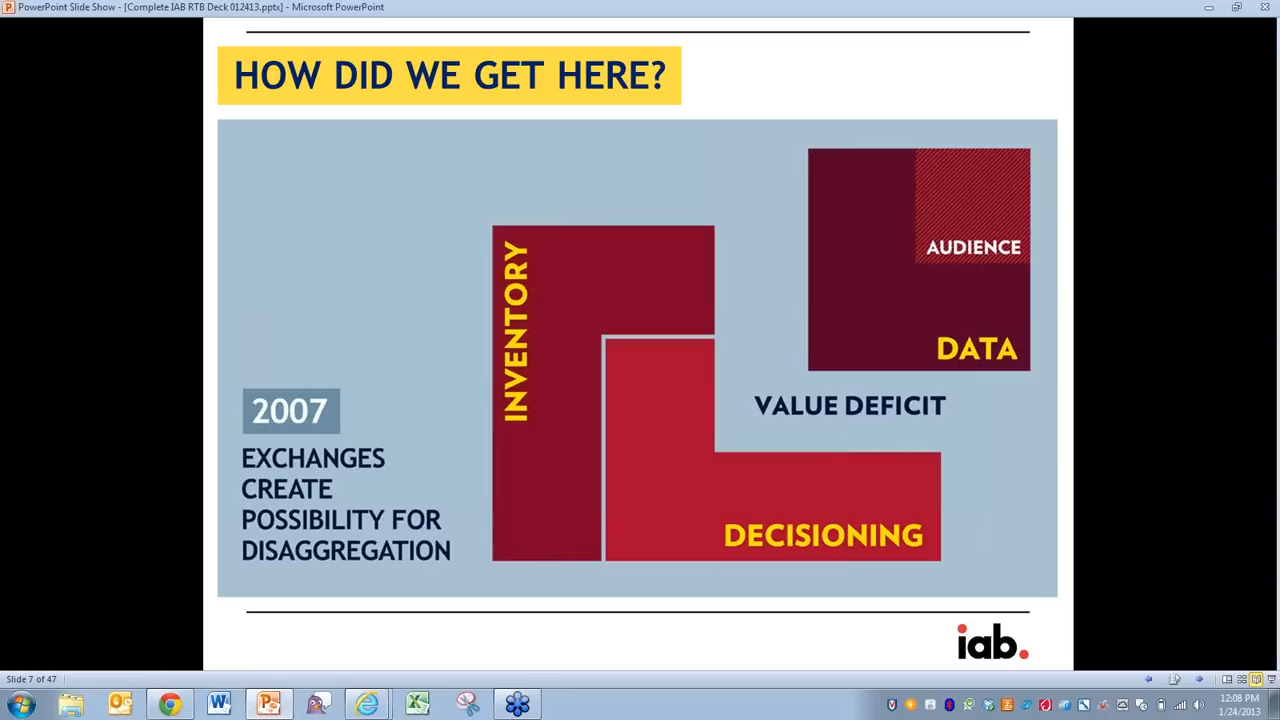 PowerPoint Slide Show - [Complete IAB RTB Deck 012413.pptx] - Microsoft PowerPoint
HOW DID WE GET HERE?
AUDIENCE
DATA
INVENTORY
VALUE DEFICIT
2007
EXCHANGES
CREATE
POSSIBILITY FOR
DISAGGREGATION
DECISIONING
iab.
Slide 7 of 47
12:08 PM
1/24/2013